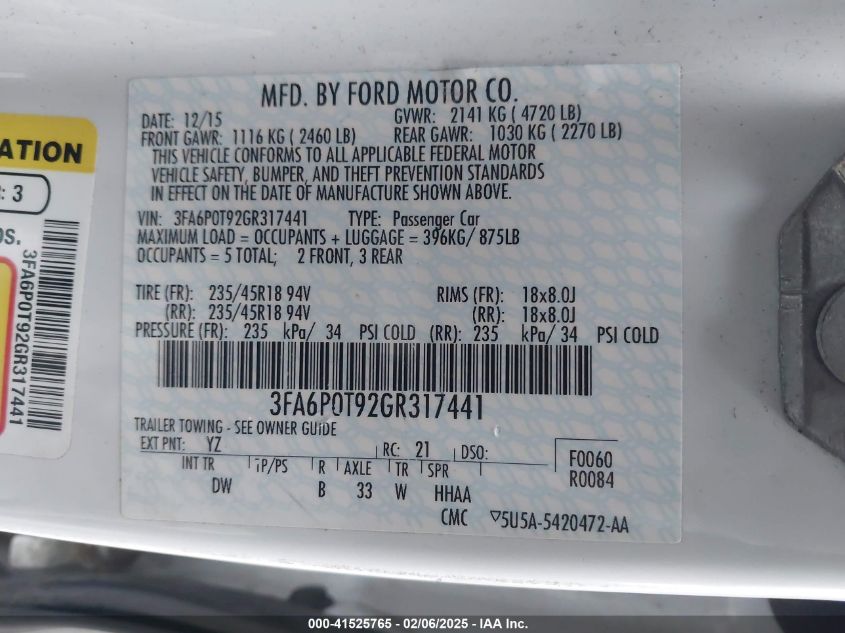 MFD. BY FORD MOTOR CO.
DATE: 12/15 GVWR: 2141 KG ( 4720 LB)
FRONT GAWR: 1116 KG ( 2460 LB) REAR GAWR: 1030 KG ( 2270 LB)
THIS VEHICLE CONFORMS TO ALL APPLICABLE FEDERAL MOTOR
VEHICLE SAFETY, BUMPER, AND THEFT PREVENTION STANDARDS
IN EFFECT ON THE DATE OF MANUFACTURE SHOWN ABOVE.
VIN: 3FA6P0T92GR317441 TYPE: Passenger Car
MAXIMUM LOAD = OCCUPANTS + LUGGAGE = 396KG/ 875LB
OCCUPANTS = 5 TOTAL; 2 FRONT, 3 REAR
TIRE (FR): 235/45R18 94V RIMS (FR): 18x8.0J
(RR): 235/45R18 94V (RR): 18x8.0J
PRESSURE (FR): 235 kPa/ 34 PSI COLD (RR): 235 kPa/ 34 PSI COLD
3FA6P0T92GR317441
TRAILER TOWING - SEE OWNER GUIDE
EXT PNT: YZ RC: 21 DSO: F0060
R0084
INT TR TP/PS R AXLE TR SPR
DW B 33 W HHAA
CMC ▽5U5A-5420472-AA
ATION
: 3
OS.
3FA6P0T92GR317441
000-41525765 - 02/06/2025 - IAA Inc.